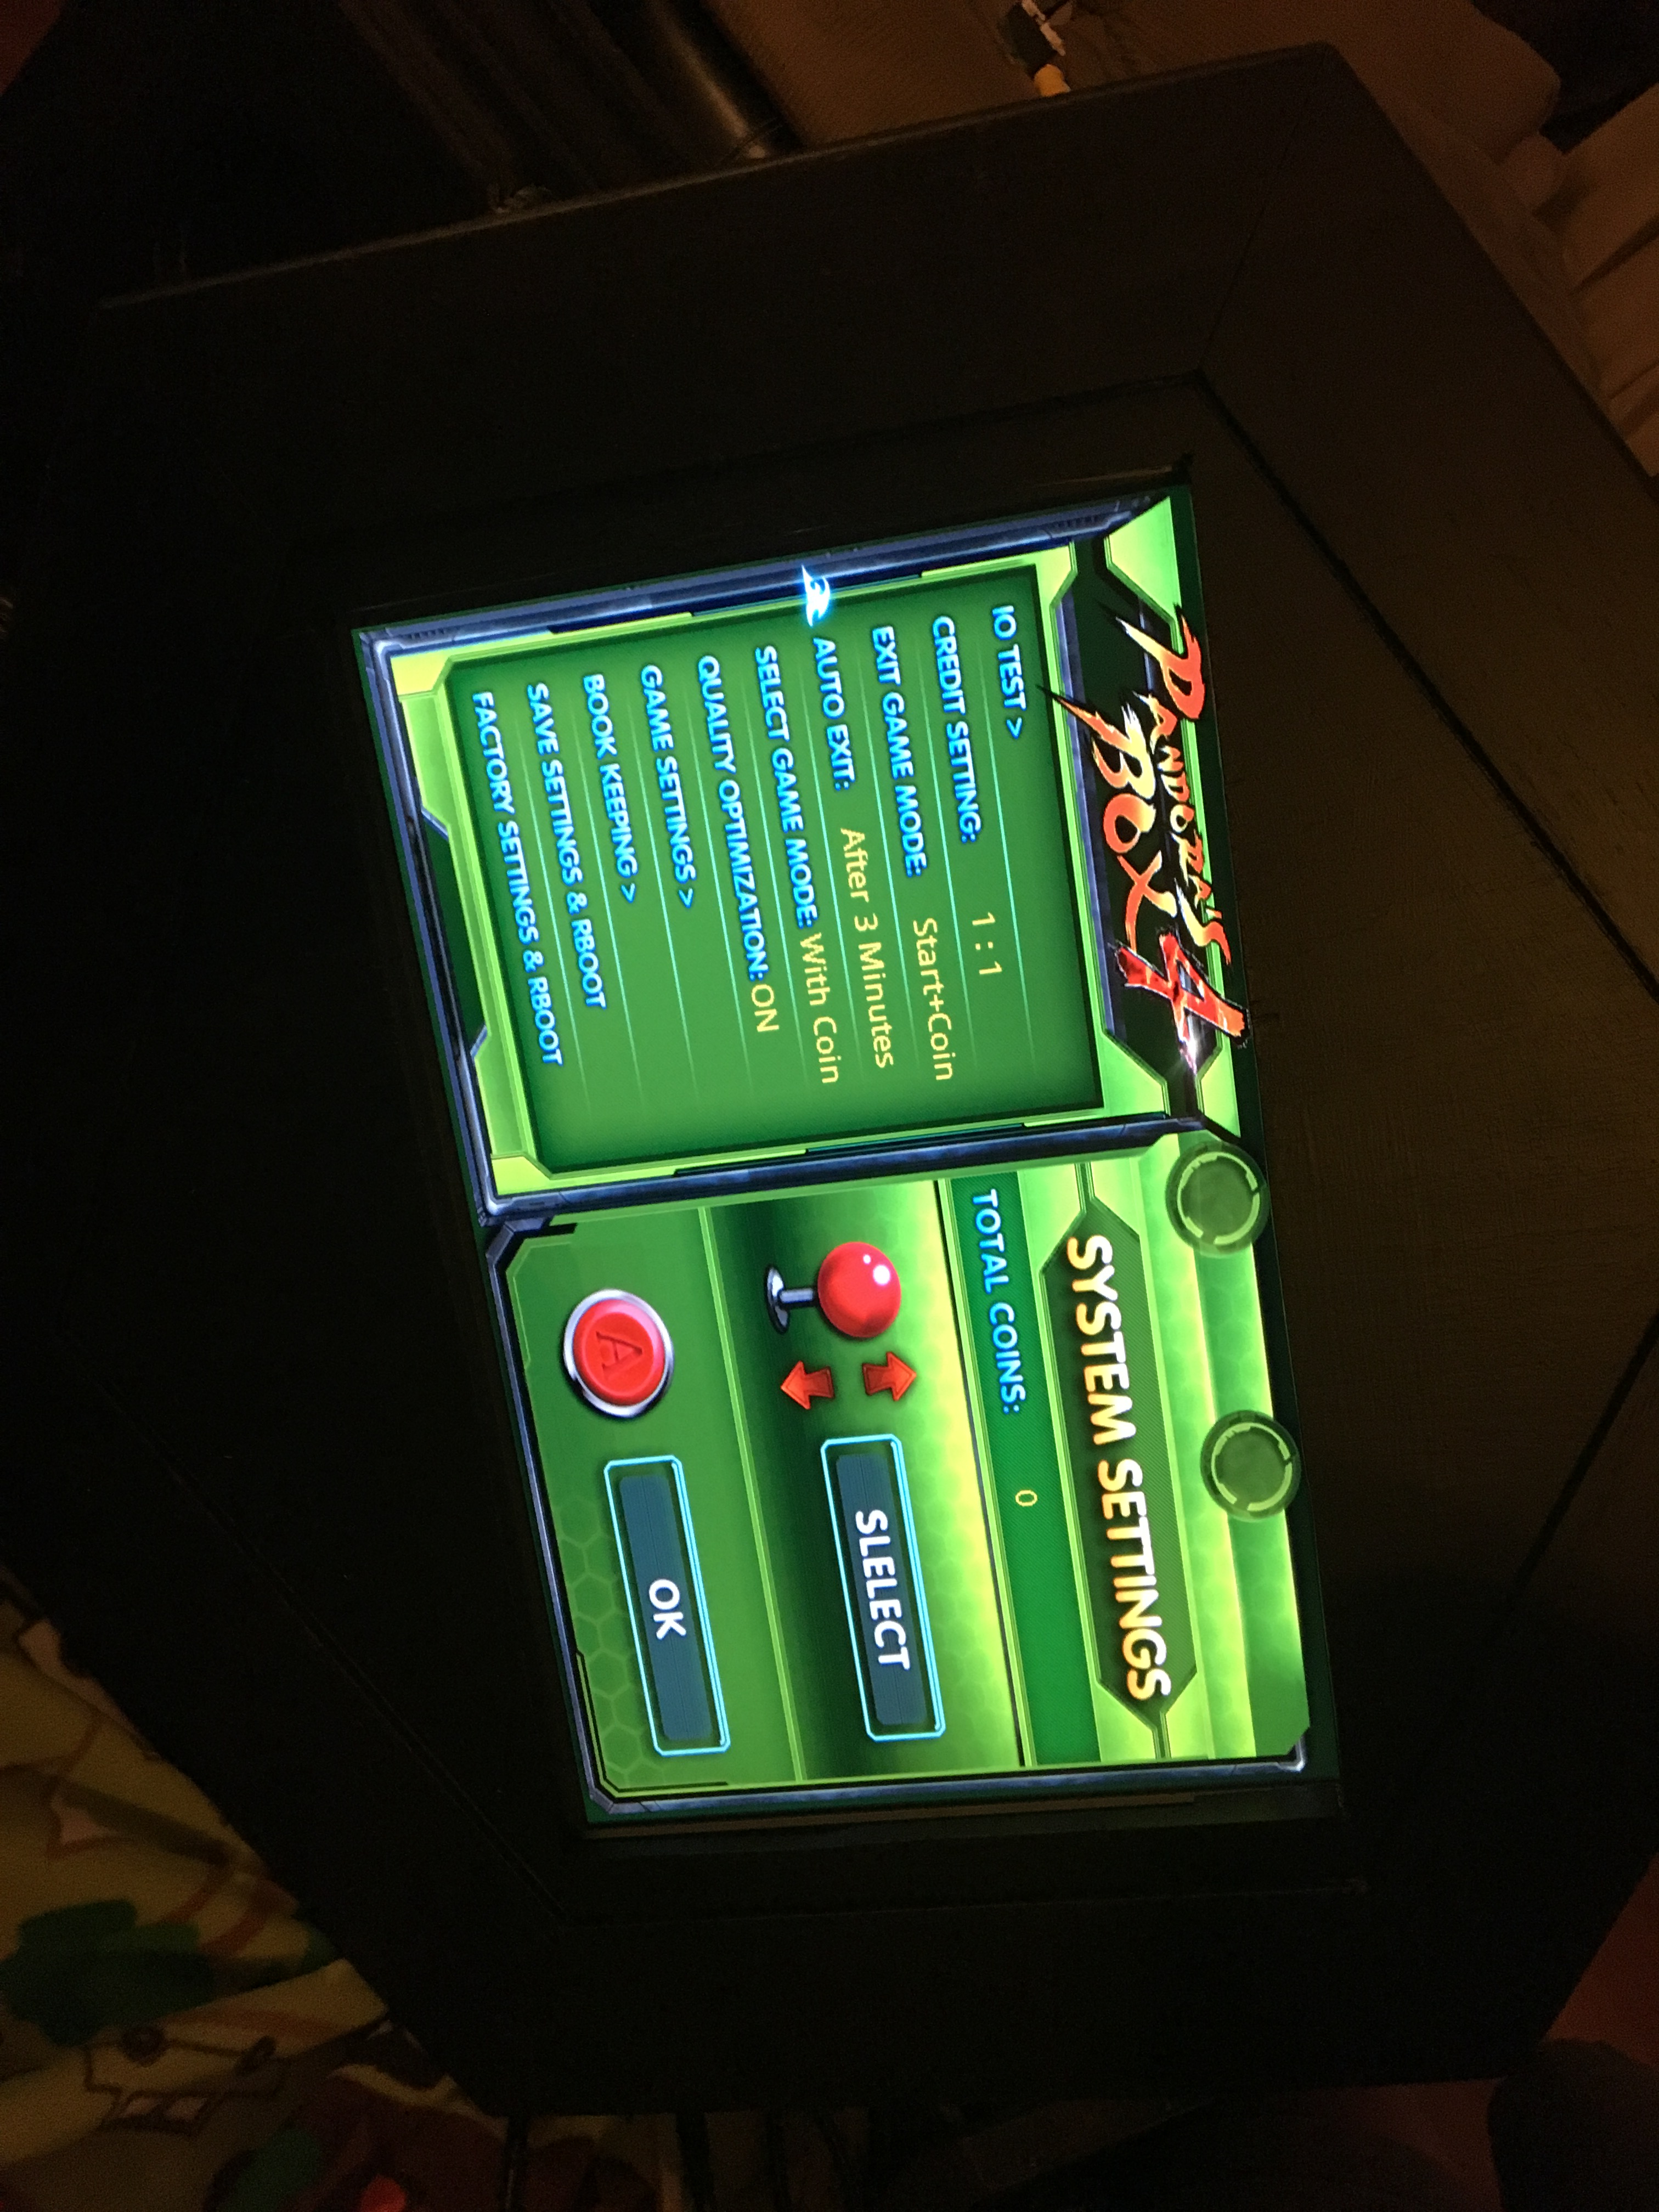 PANDORA'S
BOX 4
IO TEST >
CREDIT SETTING: 1 : 1
EXIT GAME MODE: Start+Coin
AUTO EXIT: After 3 Minutes
SELECT GAME MODE: With Coin
QUALITY OPTIMIZATION: ON
GAME SETTINGS >
BOOK KEEPING >
SAVE SETTINGS & RBOOT
FACTORY SETTINGS & RBOOT
SYSTEM SETTINGS
TOTAL COINS: 0
SLELECT
A
OK